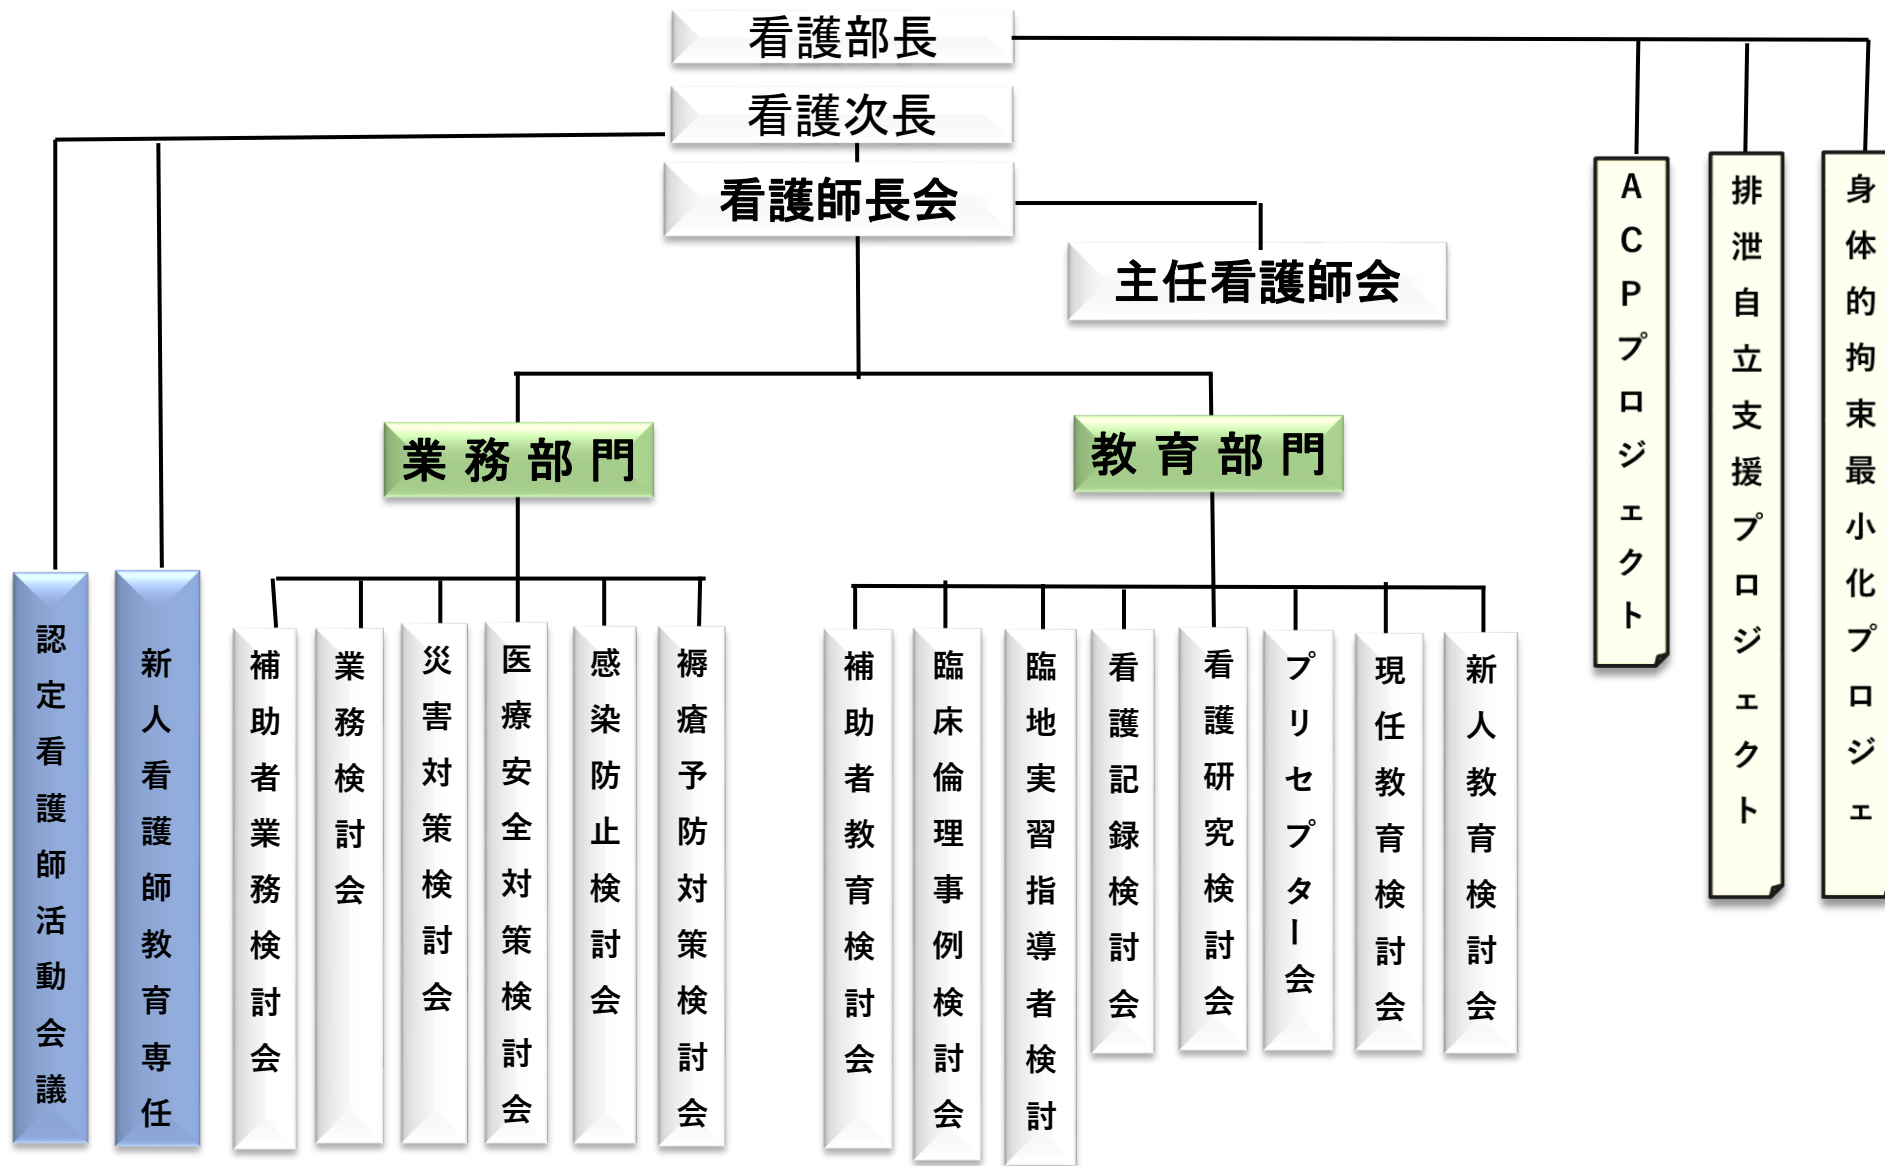 看護部長
看護次長
看護師長会
主任看護師会
業務部門
教育部門
認定看護師活動会議
新人看護師教育専任
補助者業務検討会
業務検討会
災害対策検討会
医療安全対策検討会
感染防止検討会
褥瘡予防対策検討会
補助者教育検討会
臨床倫理事例検討会
臨地実習指導者検討
看護記録検討会
看護研究検討会
プリセプター会
現任教育検討会
新人教育検討会
ACPプロジェクト
排泄自立支援プロジェクト
身体的拘束最小化プロジェ